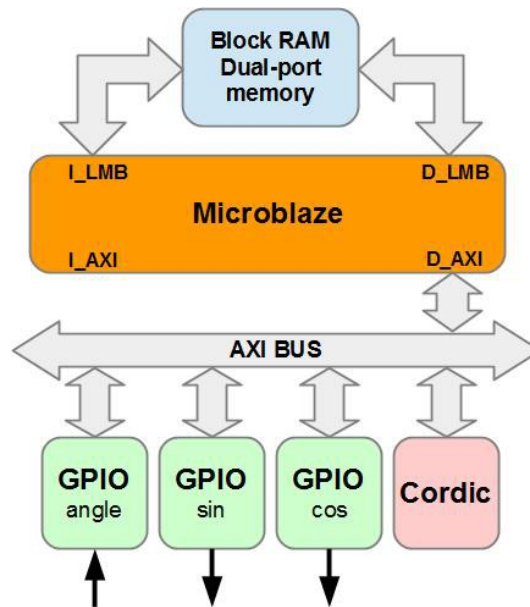 Block RAM
Dual-port
memory
I_LMB
D_LMB
Microblaze
I_AXI
D_AXI
AXI BUS
GPIO
angle
GPIO
sin
GPIO
cos
Cordic